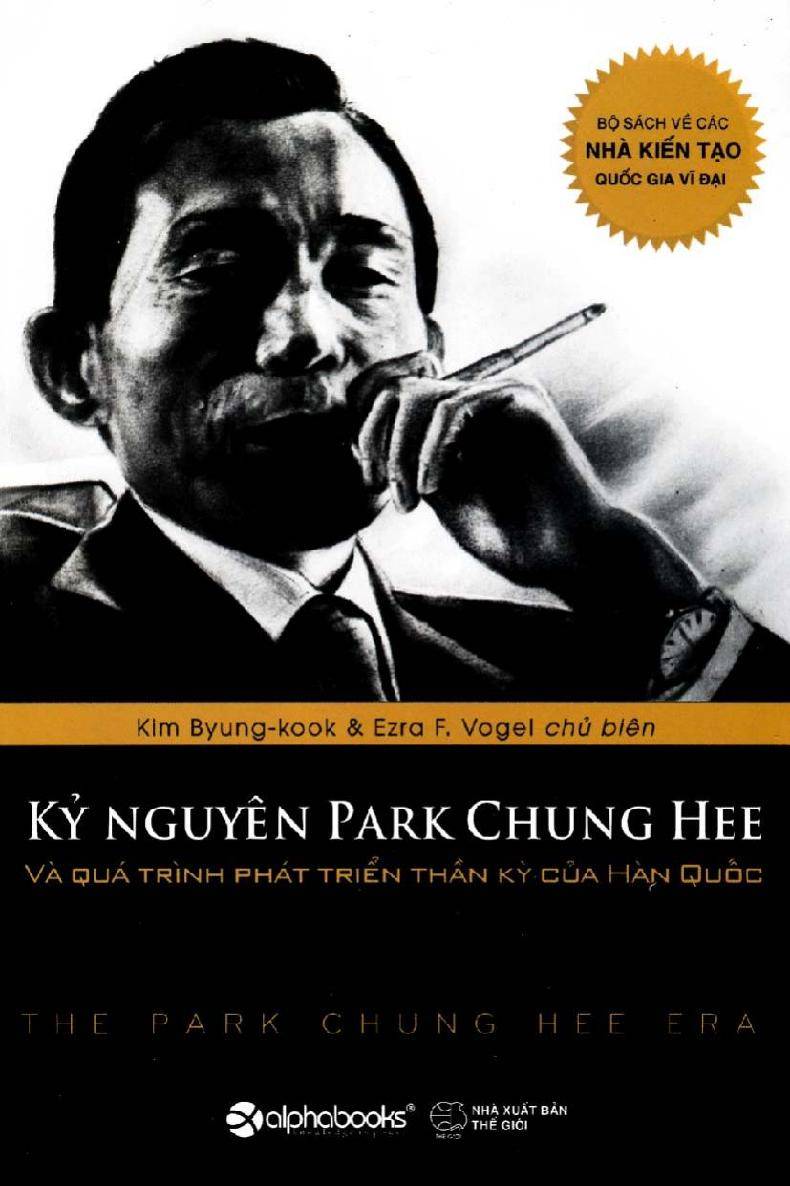 BỘ SÁCH VỀ CÁC
NHÀ KIẾN TẠO
QUỐC GIA VĨ ĐẠI
Kim Byung-kook & Ezra F. Vogel chủ biên
KỶ NGUYÊN PARK CHUNG HEE
VÀ QUÁ TRÌNH PHÁT TRIỂN THẦN KỲ CỦA HÀN QUỐC
THE PARK CHUNG HEE ERA
alphabooks®
NHÀ XUẤT BẢN
THẾ GIỚI